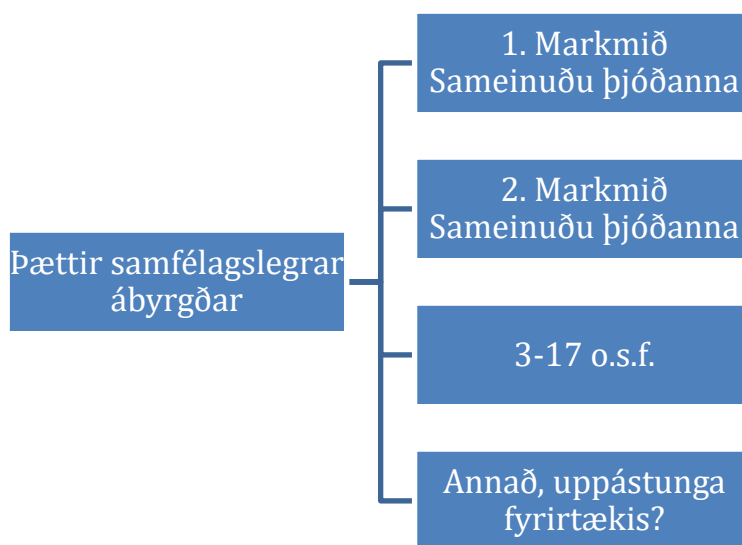 Þættir samfélagslegrar
ábyrgðar
1. Markmið
Sameinuðu þjóðanna
2. Markmið
Sameinuðu þjóðanna
3-17 o.s.f.
Annað, uppástunga
fyrirtækis?